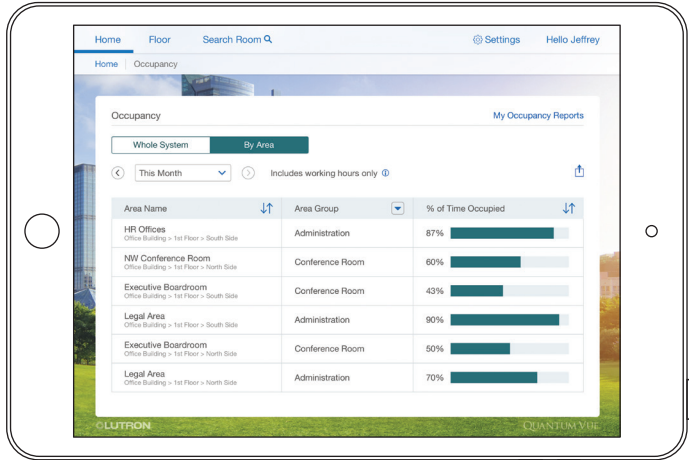 Home Floor Search Room Settings Hello Jeffrey
Home Occupancy
Occupancy My Occupancy Reports
Whole System By Area
This Month Includes working hours only
Area Name Area Group % of Time Occupied
HR Offices
Office Building > 1st Floor > South Side
Administration 87%
NW Conference Room
Office Building > 1st Floor > North Side
Conference Room 60%
Executive Boardroom
Office Building > 1st Floor > South Side
Conference Room 43%
Legal Area
Office Building > 1st Floor > South Side
Administration 90%
Executive Boardroom
Office Building > 1st Floor > North Side
Conference Room 50%
Legal Area
Office Building > 1st Floor > North Side
Administration 70%
LUTRON QUANTUM VUE